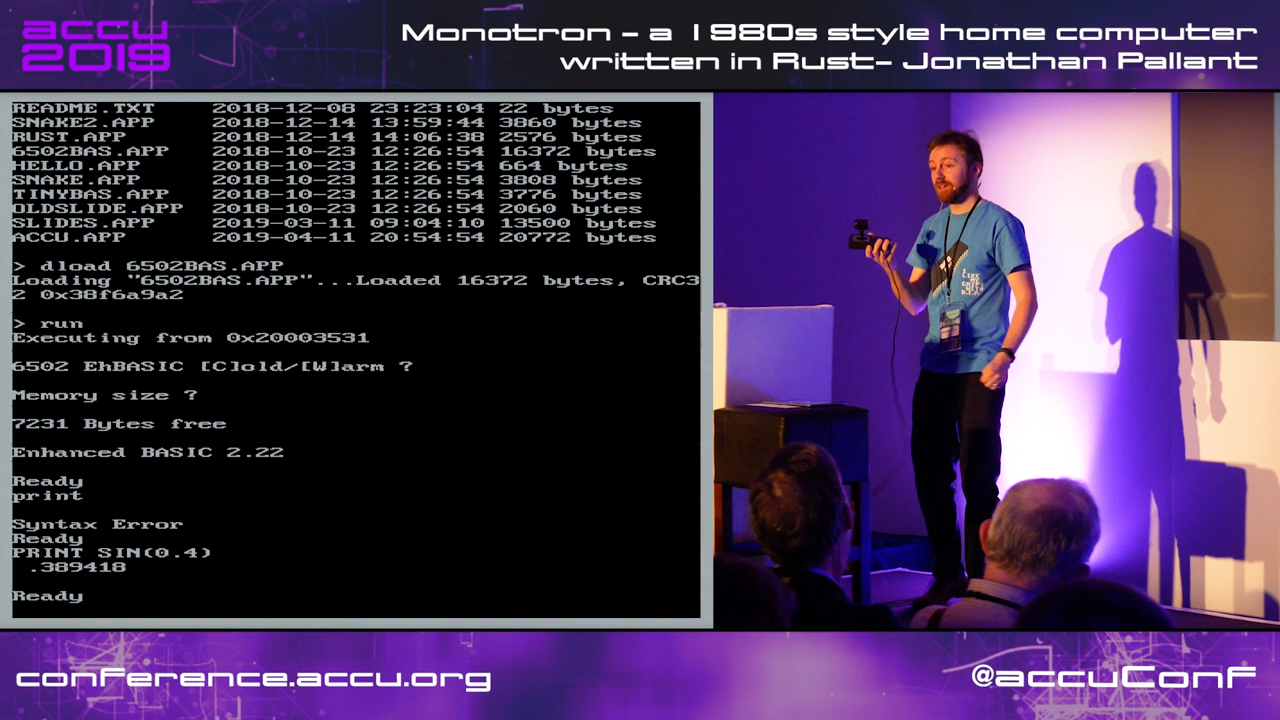 accu
2019
Monotron - a 1980s style home computer
written in Rust- Jonathan Pallant
README.TXT 2018-12-08 23:23:04 22 bytes
SNAKE2.APP 2018-12-14 13:59:44 3860 bytes
RUST.APP 2018-12-14 14:06:38 2576 bytes
6502BAS.APP 2018-10-23 12:26:54 16372 bytes
HELLO.APP 2018-10-23 12:26:54 664 bytes
SNAKE.APP 2018-10-23 12:26:54 3808 bytes
TINYBAS.APP 2018-10-23 12:26:54 3776 bytes
OLDSLIDE.APP 2018-10-23 12:26:54 2060 bytes
SLIDES.APP 2019-03-11 09:04:10 13500 bytes
ACCU.APP 2019-04-11 20:54:54 20772 bytes
> dload 6502BAS.APP
Loading "6502BAS.APP"...Loaded 16372 bytes, CRC3
2 0x38f6a9a2
> run
Executing from 0x20003531
6502 EhBASIC [C]old/[W]arm ?
Memory size ?
7231 Bytes free
Enhanced BASIC 2.22
Ready
print
Syntax Error
Ready
PRINT SIN(0.4)
.389418
Ready
I
LIKE
conference.accu.org
@accuConf